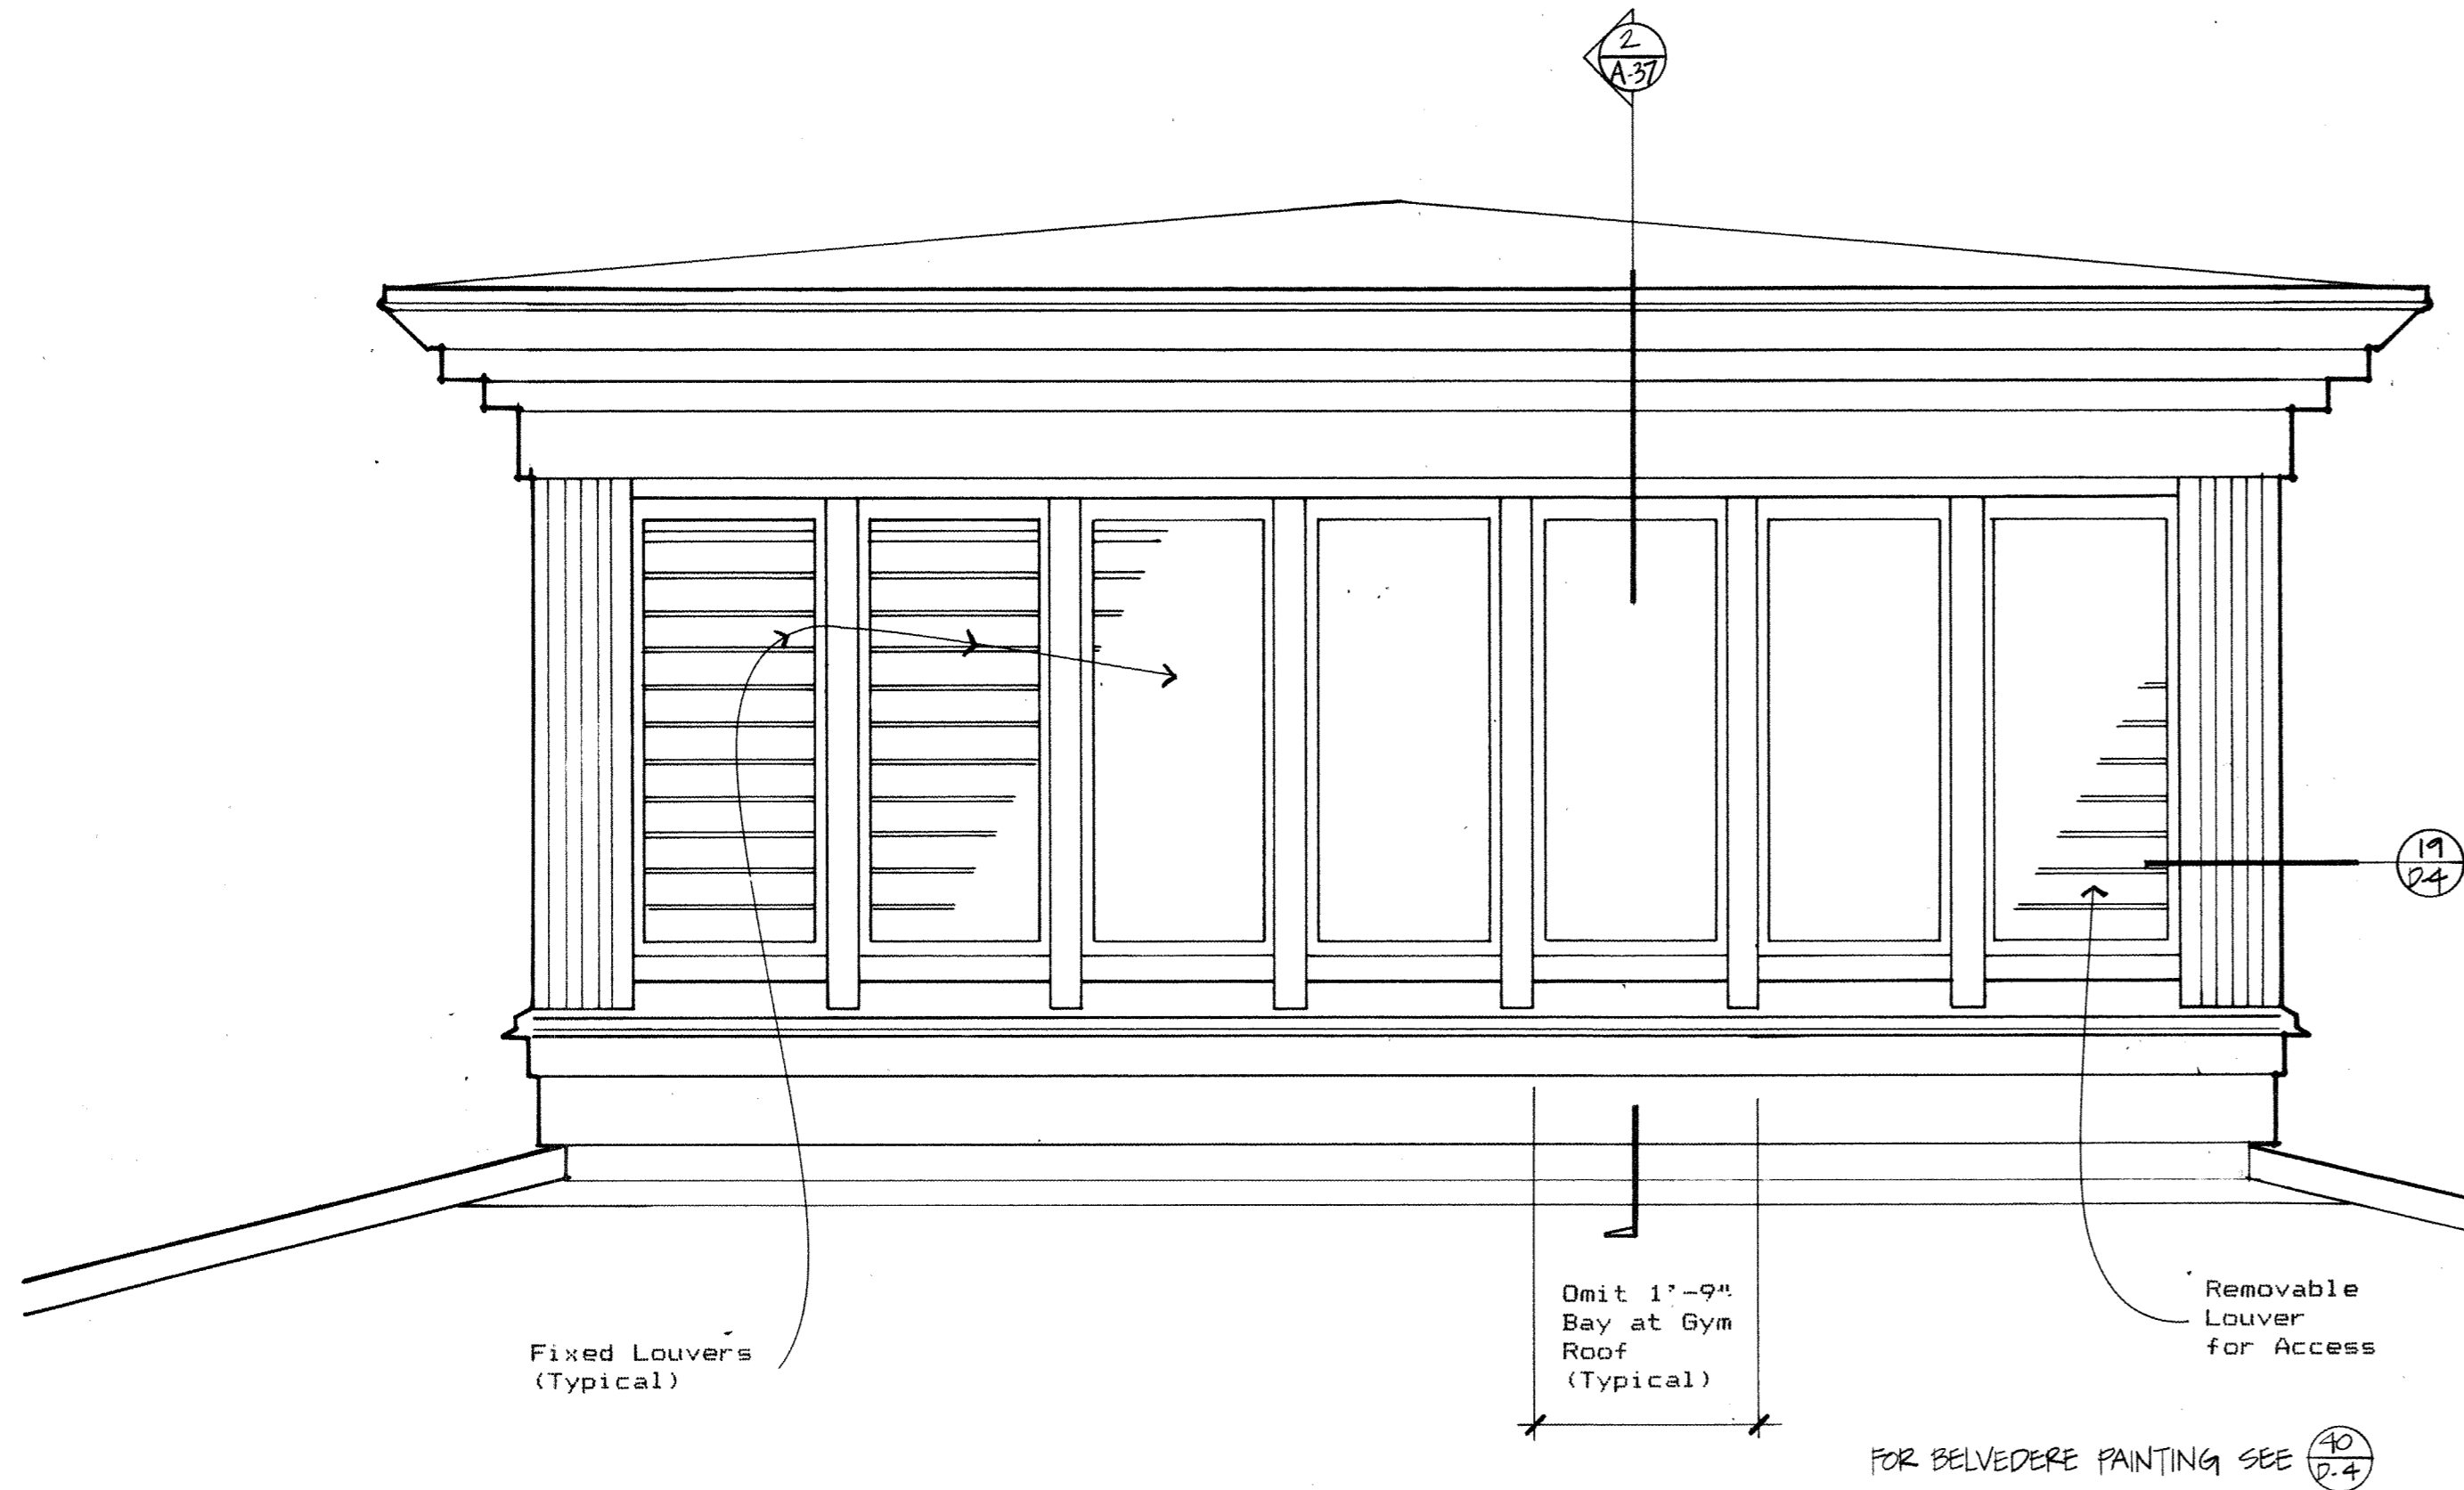 2
A-37
19
D-4
Omit 1'-9"
Bay at Gym
Roof
(Typical)
Removable
Louver
for Access
Fixed Louvers
(Typical)
FOR BELVEDERE PAINTING SEE 40
D-4